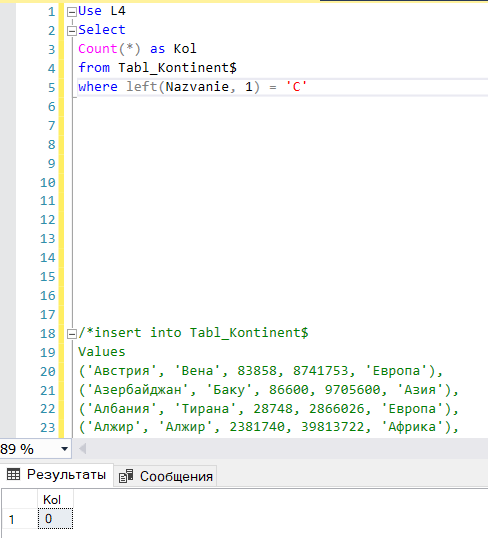 1 Use L4
2 Select
3 Count(*) as Kol
4 from Tabl_Kontinent$
5 where left(Nazvanie, 1) = 'C'
6
7
8
9
10
11
12
13
14
15
16
17
18 /*insert into Tabl_Kontinent$
19 Values
20 ('Австрия', 'Вена', 83858, 8741753, 'Европа'),
21 ('Азербайджан', 'Баку', 86600, 9705600, 'Азия'),
22 ('Албания', 'Тирана', 28748, 2866026, 'Европа'),
23 ('Алжир', 'Алжир', 2381740, 39813722, 'Африка'),
89 %
Результаты Сообщения
Kol
1 0